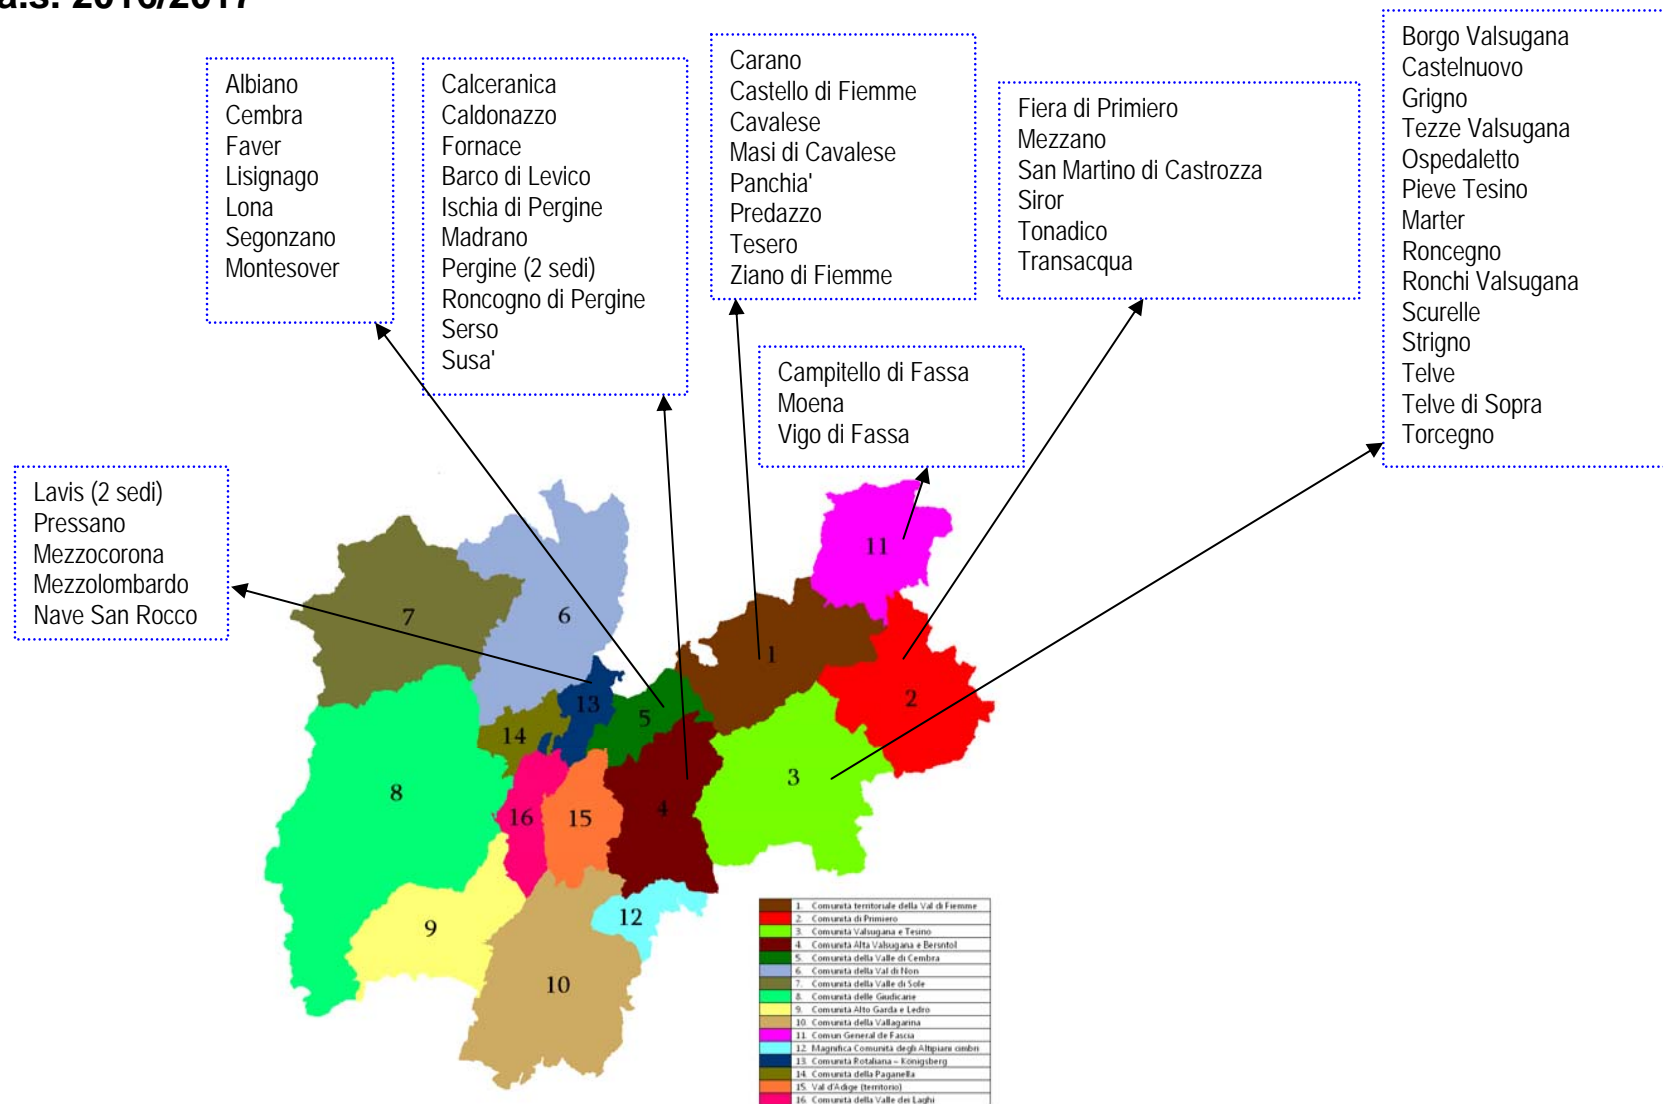 a.s. 2016/2017
Albiano
Cembra
Faver
Lisignago
Lona
Segonzano
Montesover
Calceranica
Caldonazzo
Fornace
Barco di Levico
Ischia di Pergine
Madrano
Pergine (2 sedi)
Roncogno di Pergine
Serso
Susa'
Carano
Castello di Fiemme
Cavalese
Masi di Cavalese
Panchia'
Predazzo
Tesero
Ziano di Fiemme
Fiera di Primiero
Mezzano
San Martino di Castrozza
Siror
Tonadico
Transacqua
Borgo Valsugana
Castelnuovo
Grigno
Tezze Valsugana
Ospedaletto
Pieve Tesino
Marter
Roncegno
Ronchi Valsugana
Scurelle
Strigno
Telve
Telve di Sopra
Torcegno
Campitello di Fassa
Moena
Vigo di Fassa
Lavis (2 sedi)
Pressano
Mezzocorona
Mezzolombardo
Nave San Rocco
11
7
6
1
2
13
5
14
3
8
4
16
15
9
12
10
1. Comunità territoriale della Val di Fiemme
2. Comunità di Primiero
3. Comunità Valsugana e Tesino
4. Comunità Alta Valsugana e Bersntol
5. Comunità della Valle di Cembra
6. Comunità della Val di Non
7. Comunità della Valle di Sole
8. Comunità delle Giudicarie
9. Comunità Alto Garda e Ledro
10. Comunità della Vallagarina
11. Comun General de Fascia
12. Magnifica Comunità degli Altipiani cimbri
13. Comunità Rotaliana – Königsberg
14. Comunità della Paganella
15. Val d'Adige (territorio)
16. Comunità della Valle dei Laghi